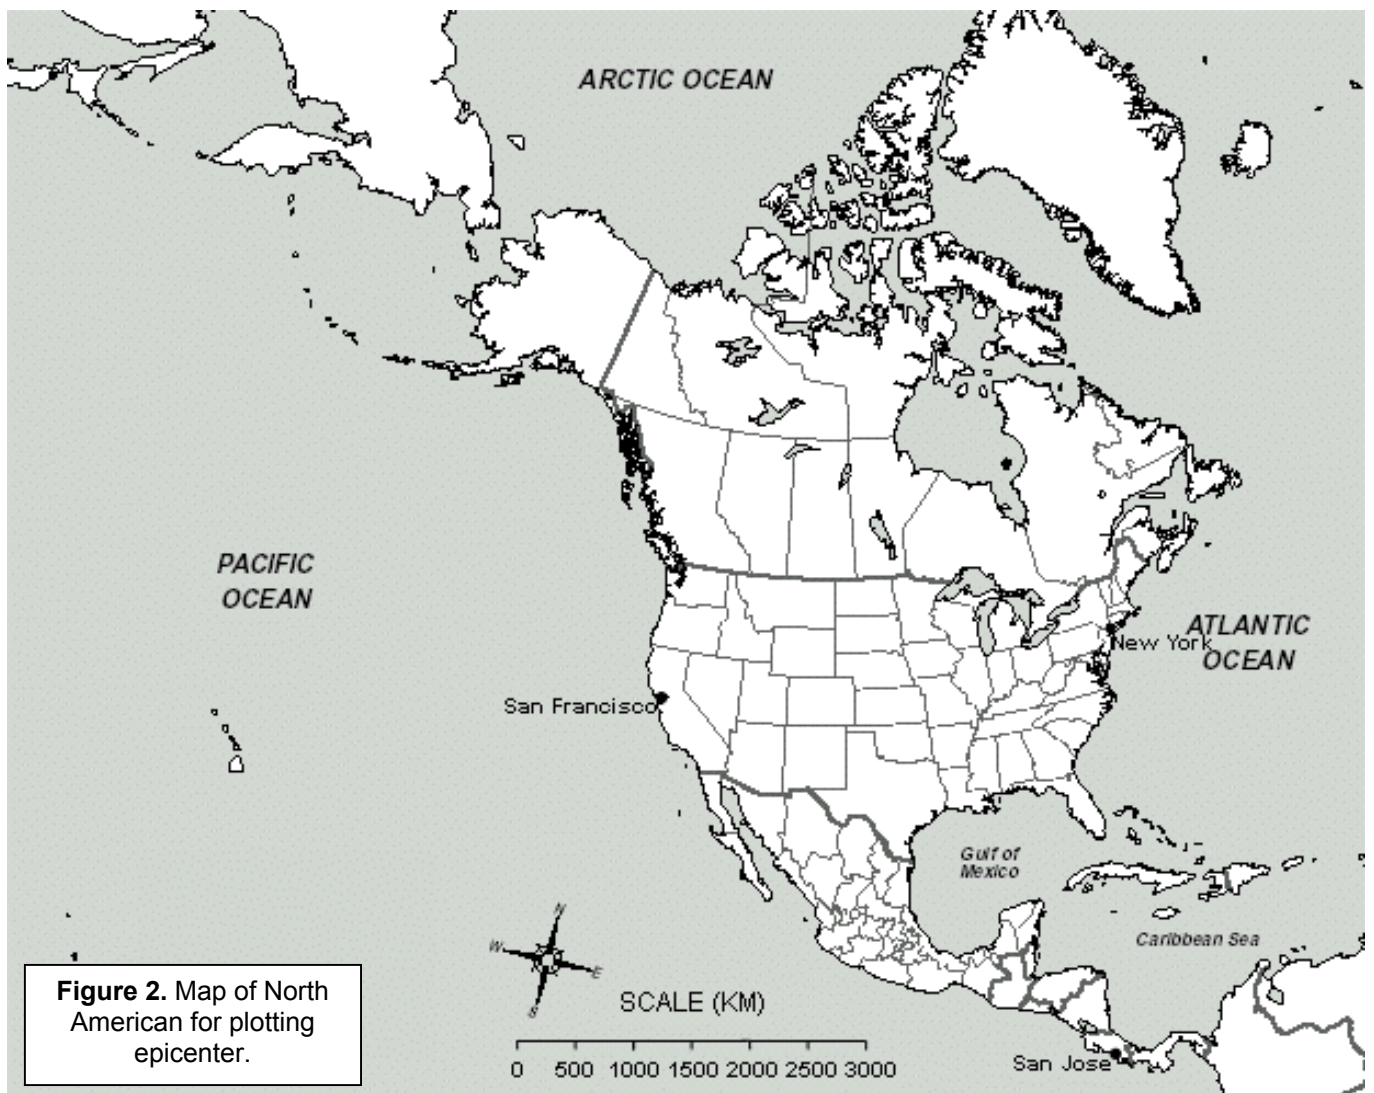 ARCTIC OCEAN
PACIFIC
OCEAN
ATLANTIC
OCEAN
New York
San Francisco
Gulf of
Mexico
Caribbean Sea
N
W
E
S
SCALE (KM)
0 500 1000 1500 2000 2500 3000
San Jose
Figure 2. Map of North
American for plotting
epicenter.